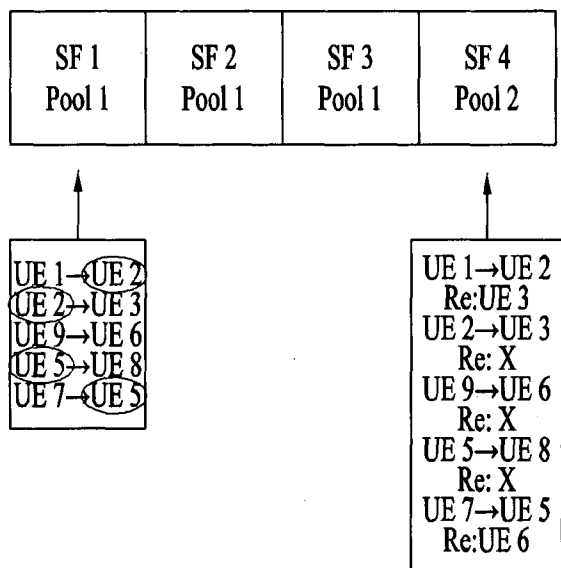 SF 1
Pool 1
SF 2
Pool 1
SF 3
Pool 1
SF 4
Pool 2
UE 1→UE 2
UE 2→UE 3
UE 9→UE 6
UE 5→UE 8
UE 7→UE 5
UE 1→UE 2
Re:UE 3
UE 2→UE 3
Re: X
UE 9→UE 6
Re: X
UE 5→UE 8
Re: X
UE 7→UE 5
Re:UE 6